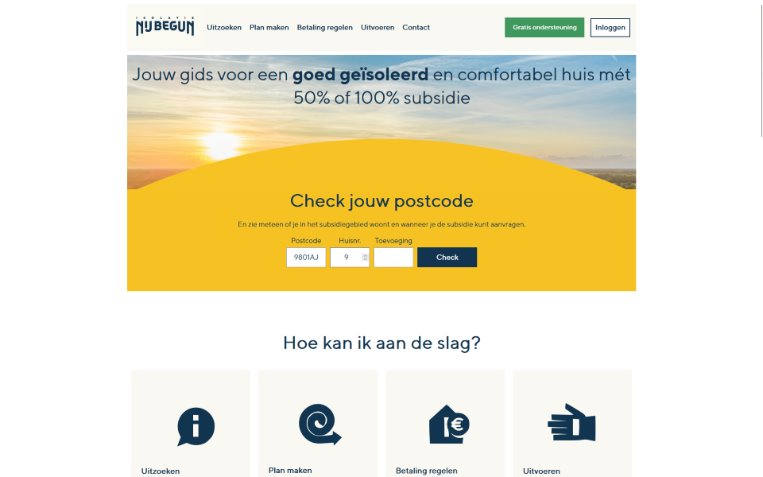 ISOLATIE
NIJBEGUN
Uitzoeken Plan maken Betaling regelen Uitvoeren Contact
Gratis ondersteuning
Inloggen
Jouw gids voor een goed geïsoleerd en comfortabel huis mét
50% of 100% subsidie
Check jouw postcode
En zie meteen of je in het subsidiegebied woont en wanneer je de subsidie kunt aanvragen.
Postcode Huisnr. Toevoeging
9801AJ 9 Check
Hoe kan ik aan de slag?
Uitzoeken Plan maken Betaling regelen Uitvoeren